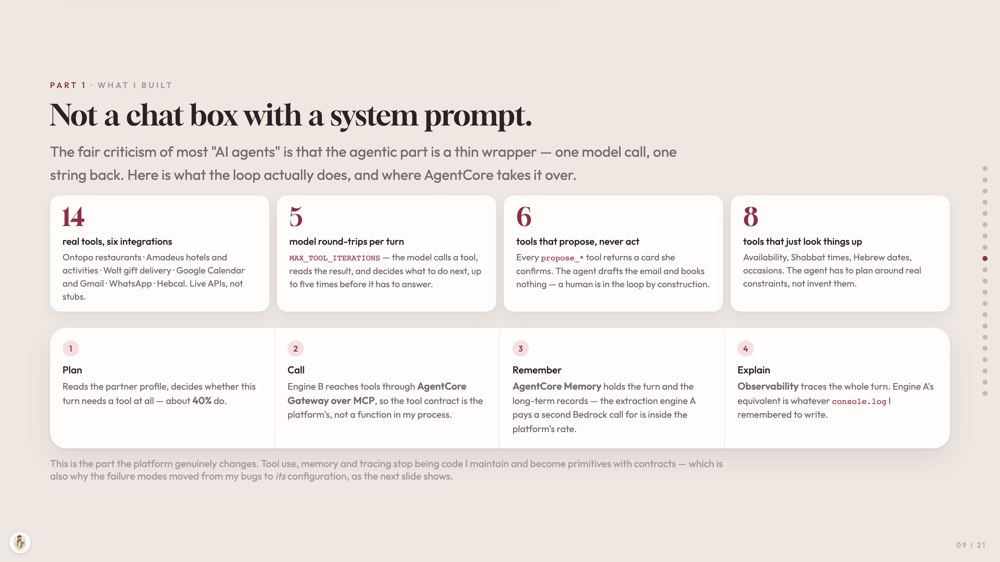 PART 1 · WHAT I BUILT
Not a chat box with a system prompt.
The fair criticism of most "AI agents" is that the agentic part is a thin wrapper — one model call, one
string back. Here is what the loop actually does, and where AgentCore takes it over.
14
real tools, six integrations
Ontopo restaurants · Amadeus hotels and
activities · Wolt gift delivery · Google Calendar
and Gmail · WhatsApp · Hebcal. Live APIs, not
stubs.
5
model round-trips per turn
MAX_TOOL_ITERATIONS — the model calls a tool,
reads the result, and decides what to do next, up
to five times before it has to answer.
6
tools that propose, never act
Every propose_* tool returns a card she
confirms. The agent drafts the email and books
nothing — a human is in the loop by construction.
8
tools that just look things up
Availability, Shabbat times, Hebrew dates,
occasions. The agent has to plan around real
constraints, not invent them.
1
Plan
Reads the partner profile, decides whether this
turn needs a tool at all — about 40% do.
2
Call
Engine B reaches tools through AgentCore
Gateway over MCP, so the tool contract is the
platform's, not a function in my process.
3
Remember
AgentCore Memory holds the turn and the
long-term records — the extraction engine A
pays a second Bedrock call for is inside the
platform's rate.
4
Explain
Observability traces the whole turn. Engine A's
equivalent is whatever console.log I
remembered to write.
This is the part the platform genuinely changes. Tool use, memory and tracing stop being code I maintain and become primitives with contracts — which is
also why the failure modes moved from my bugs to its configuration, as the next slide shows.
09 / 21